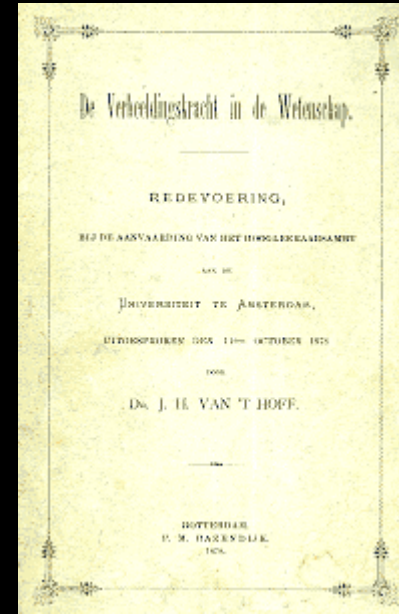 De Verbeeldingskracht in de Wetenschap.
REDEVOERING,
BIJ DE AANVAARDING VAN HET HOOGLEERAARSAMBT
AAN DE
UNIVERSITEIT TE AMSTERDAM,
UITGESPROKEN DEN 11DEN OCTOBER 1878
DOOR
DR. J. H. VAN 'T HOFF.
ROTTERDAM,
P. M. BAZENDIJK.
1878.